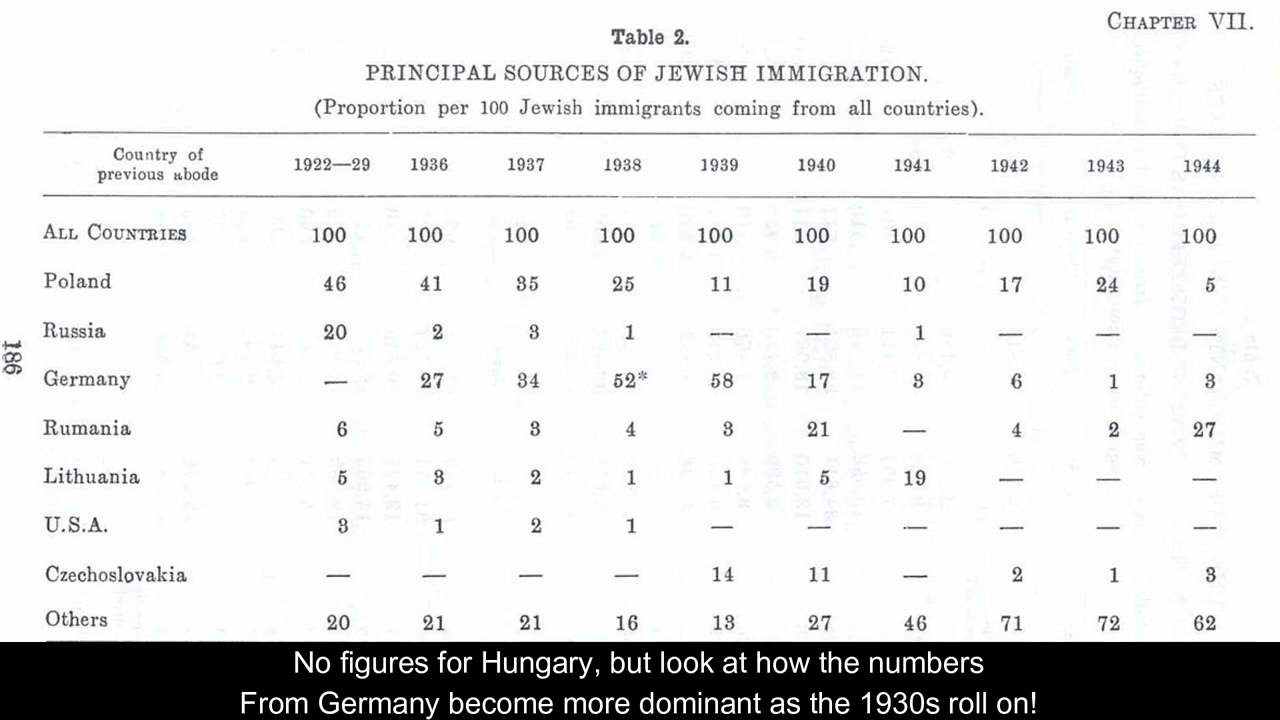 CHAPTER VII.
Table 2.
PRINCIPAL SOURCES OF JEWISH IMMIGRATION.
(Proportion per 100 Jewish immigrants coming from all countries).
Country of previous abode 1922—29 1936 1937 1938 1939 1940 1941 1942 1943 1944
ALL COUNTRIES 100 100 100 100 100 100 100 100 100 100
Poland 46 41 35 25 11 19 10 17 24 5
Russia 20 2 3 1 — — 1 — — —
Germany — 27 34 52* 58 17 3 6 1 3
Rumania 6 5 3 4 3 21 — 4 2 27
Lithuania 5 3 2 1 1 5 19 — — —
U.S.A. 3 1 2 1 — — — — — —
Czechoslovakia — — — — 14 11 — 2 1 3
Others 20 21 21 16 13 27 46 71 72 62
186
No figures for Hungary, but look at how the numbers
From Germany become more dominant as the 1930s roll on!